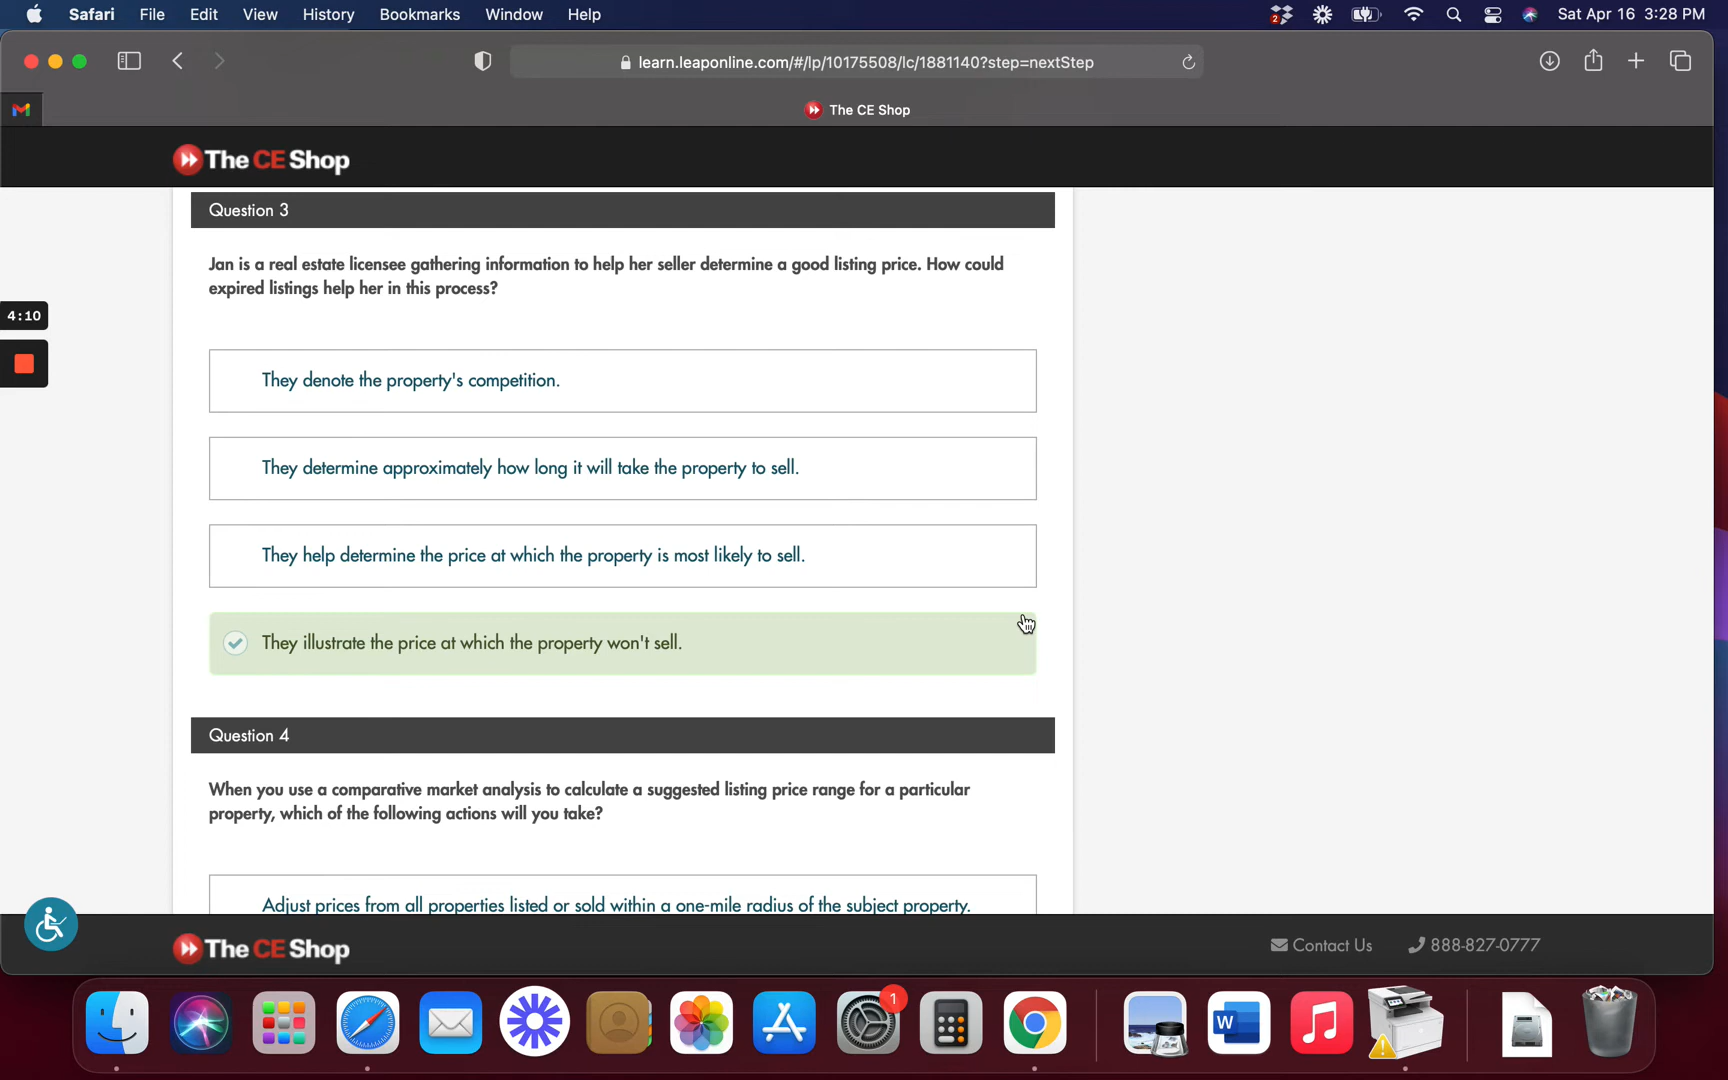 Safari File Edit View History Bookmarks Window Help
2
Sat Apr 16 3:28 PM
learn.leaponline.com/#/lp/10175508/lc/1881140?step=nextStep
The CE Shop
The CE Shop
Question 3
Jan is a real estate licensee gathering information to help her seller determine a good listing price. How could
expired listings help her in this process?
4:10
They denote the property's competition.
They determine approximately how long it will take the property to sell.
They help determine the price at which the property is most likely to sell.
They illustrate the price at which the property won't sell.
Question 4
When you use a comparative market analysis to calculate a suggested listing price range for a particular
property, which of the following actions will you take?
Adjust prices from all properties listed or sold within a one-mile radius of the subject property.
The CE Shop
Contact Us
888-827-0777
1
W